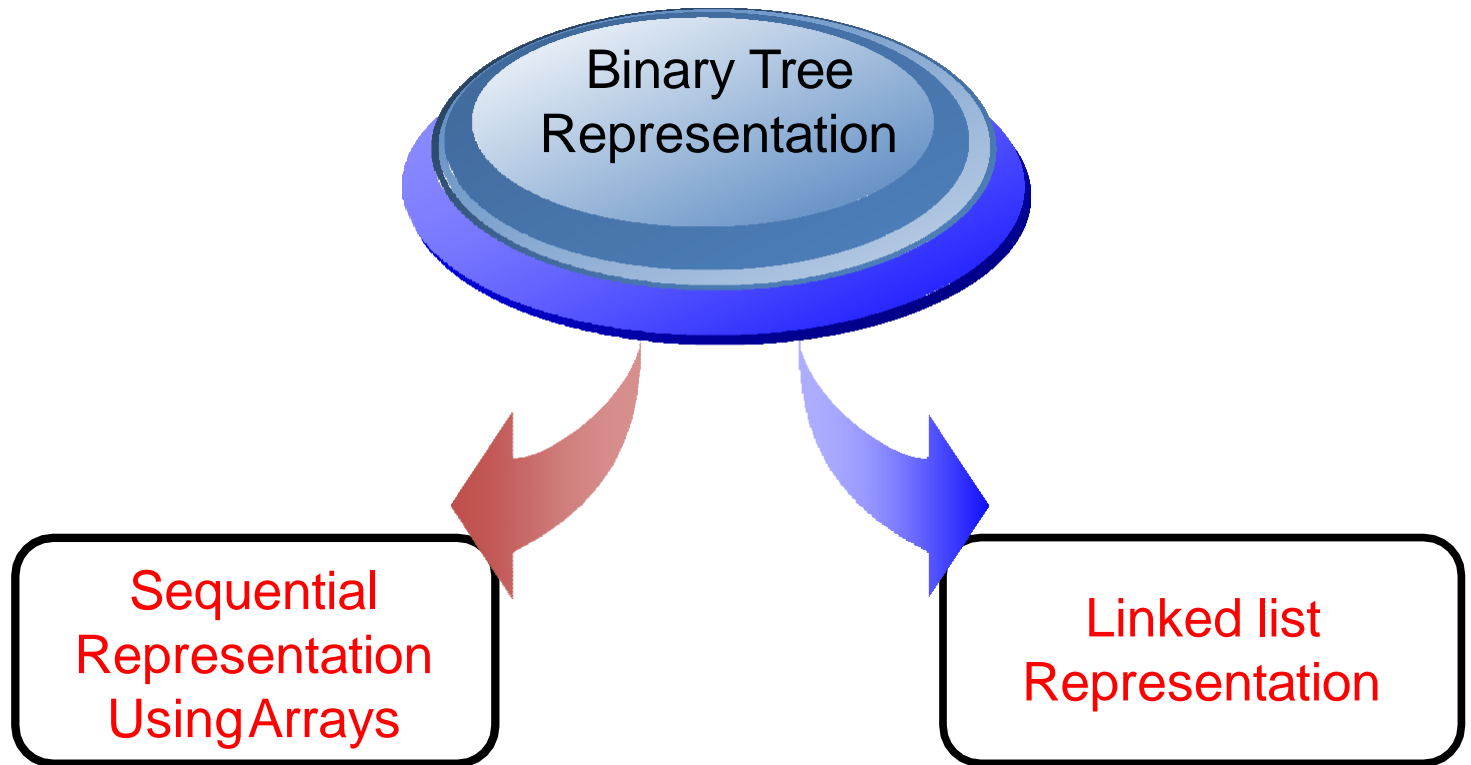 Binary Tree
Representation
Sequential
Representation
Using Arrays
Linked list
Representation